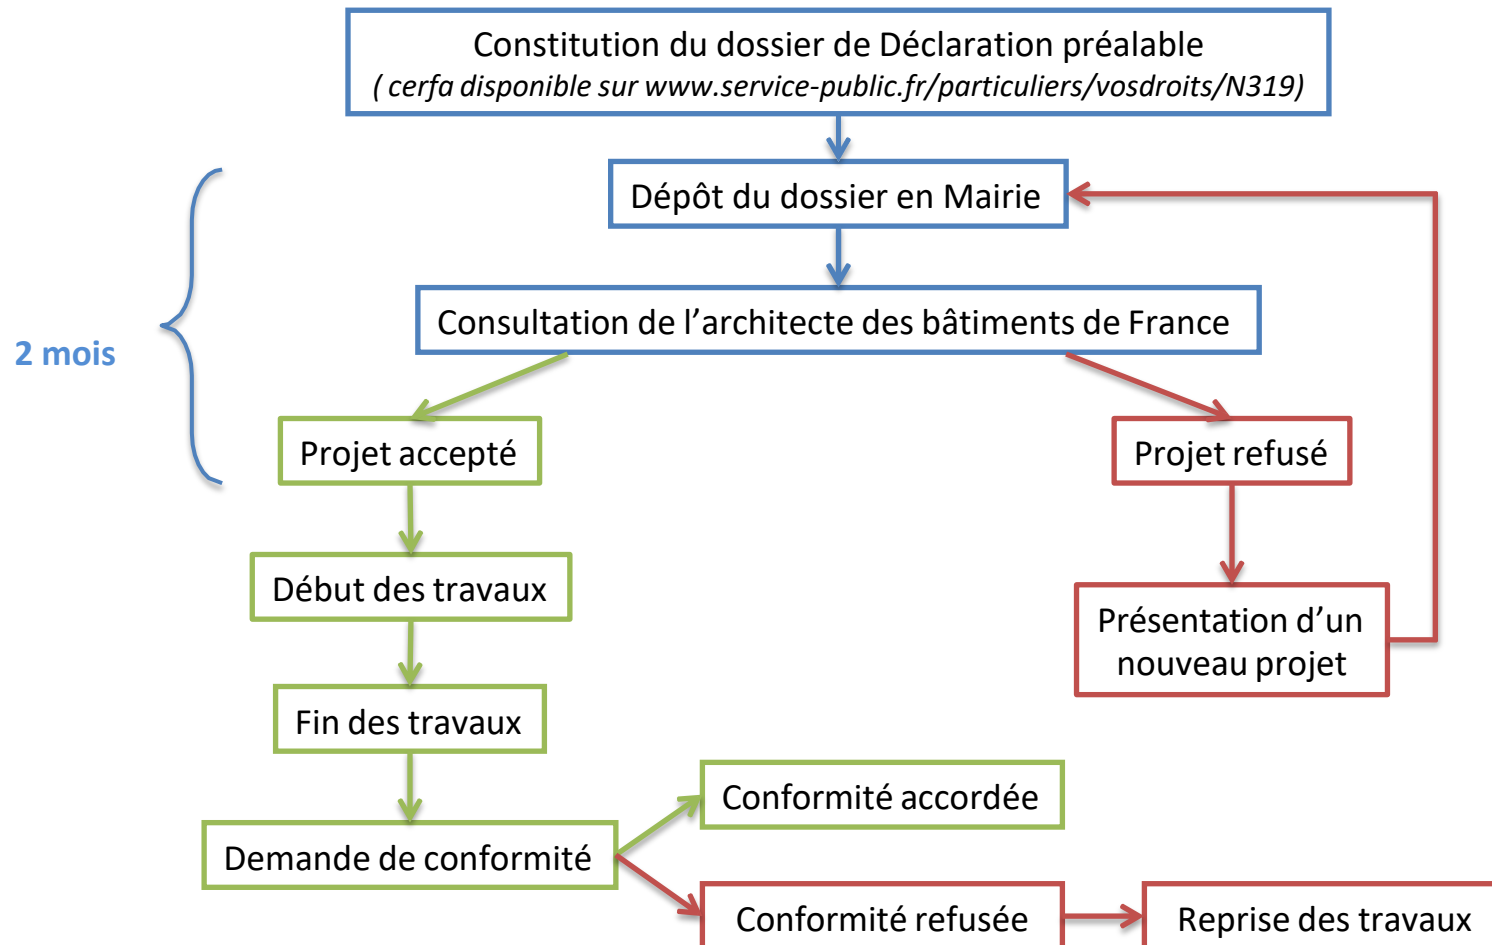 Constitution du dossier de Déclaration préalable
( cerfa disponible sur www.service-public.fr/particuliers/vosdroits/N319)
Dépôt du dossier en Mairie
Consultation de l’architecte des bâtiments de France
2 mois
Projet accepté
Projet refusé
Début des travaux
Présentation d’un
nouveau projet
Fin des travaux
Conformité accordée
Demande de conformité
Conformité refusée
Reprise des travaux